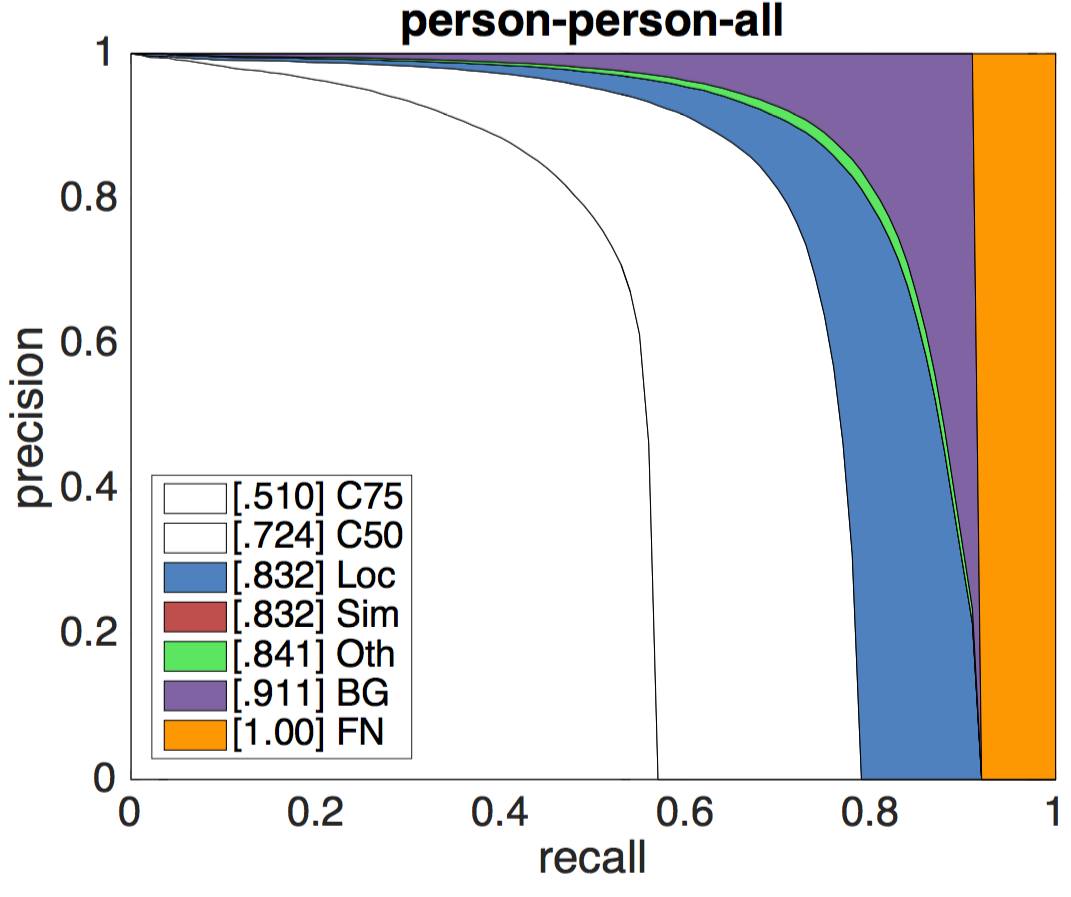 person-person-all
precision
1
0.8
0.6
0.4
0.2
0
[.510] C75
[.724] C50
[.832] Loc
[.832] Sim
[.841] Oth
[.911] BG
[1.00] FN
0 0.2 0.4 0.6 0.8 1
recall